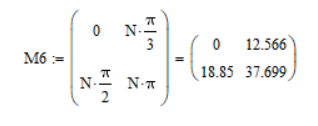 M6 := ( 0 N·π/3 ) = ( 0 12.566 )
( N·π/2 N·π ) ( 18.85 37.699 )